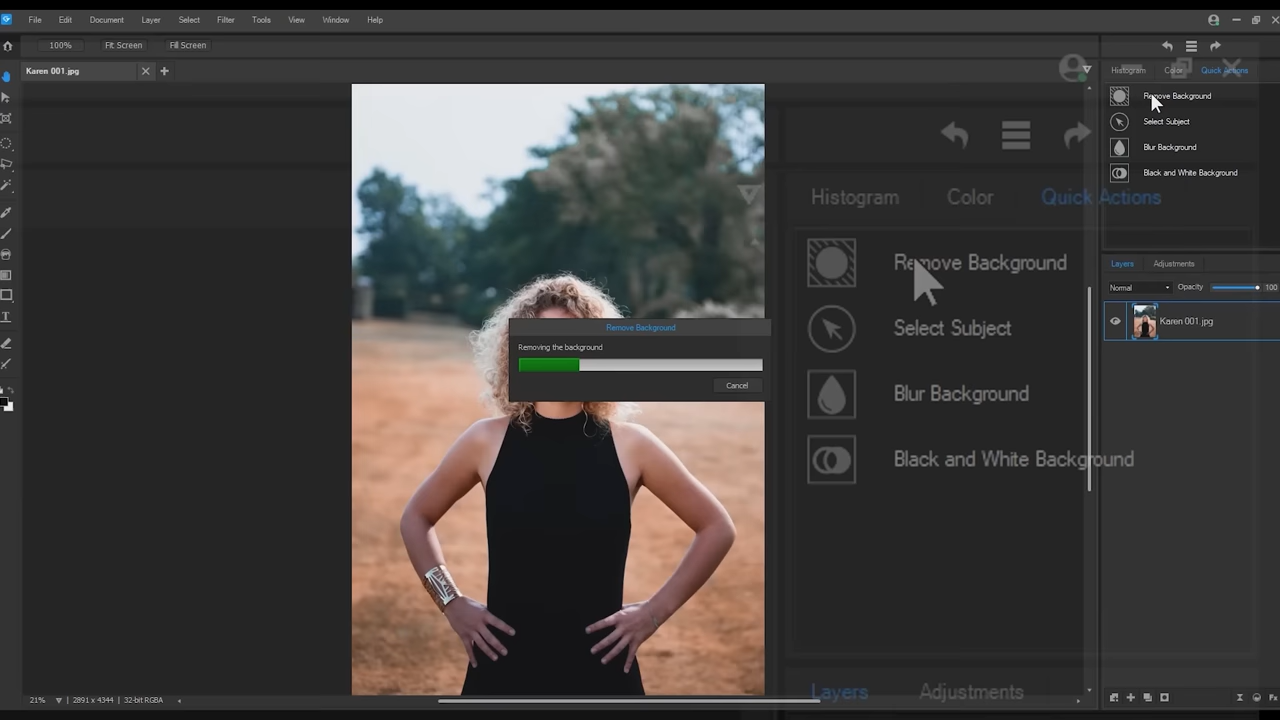 File Edit Document Layer Select Filter Tools View Window Help
100% Fit Screen Fill Screen
Karen 001.jpg
Histogram Color Quick Actions
Remove Background
Select Subject
Blur Background
Black and White Background
Histogram Color Quick Actions
Remove Background
Select Subject
Blur Background
Black and White Background
Layers Adjustments
Layers Adjustments
Normal Opacity 100
Karen 001.jpg
Remove Background
Removing the background
Cancel
21% 2891 x 4344 32-bit RGBA
T
Fx